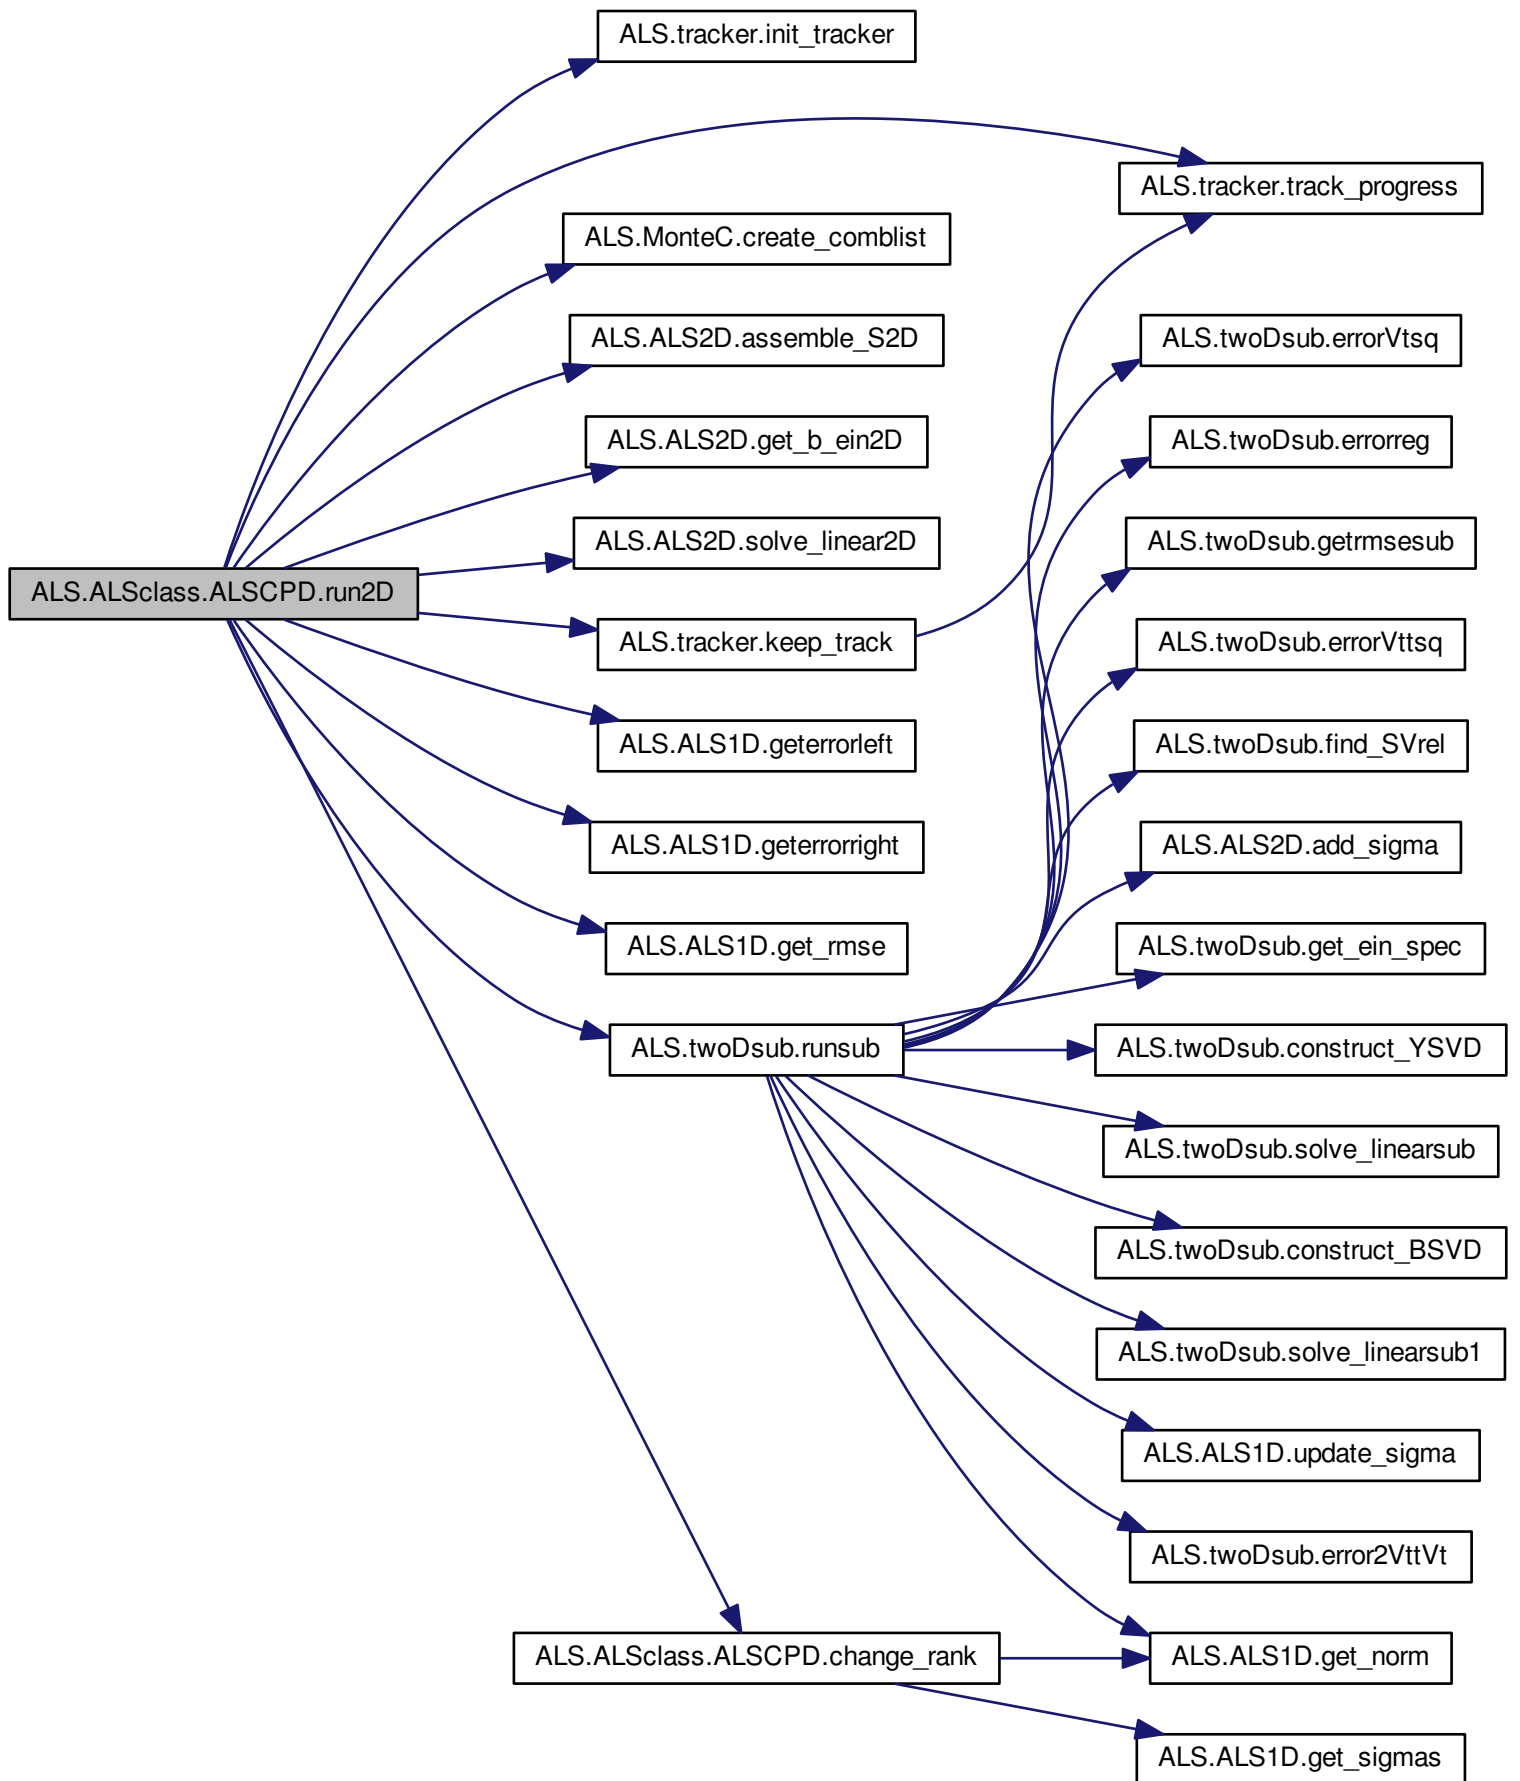 ALS.tracker.init_tracker
ALS.tracker.track_progress
ALS.MonteC.create_comblist
ALS.ALS2D.assemble_S2D
ALS.twoDsub.errorVtsq
ALS.ALS2D.get_b_ein2D
ALS.twoDsub.errorreg
ALS.ALS2D.solve_linear2D
ALS.twoDsub.getrmsesub
ALS.ALSclass.ALSCPD.run2D
ALS.tracker.keep_track
ALS.twoDsub.errorVttsq
ALS.ALS1D.geterrorleft
ALS.twoDsub.find_SVrel
ALS.ALS1D.geterrorright
ALS.ALS2D.add_sigma
ALS.ALS1D.get_rmse
ALS.twoDsub.get_ein_spec
ALS.twoDsub.runsub
ALS.twoDsub.construct_YSVD
ALS.twoDsub.solve_linearsub
ALS.twoDsub.construct_BSVD
ALS.twoDsub.solve_linearsub1
ALS.ALS1D.update_sigma
ALS.twoDsub.error2VttVt
ALS.ALSclass.ALSCPD.change_rank
ALS.ALS1D.get_norm
ALS.ALS1D.get_sigmas